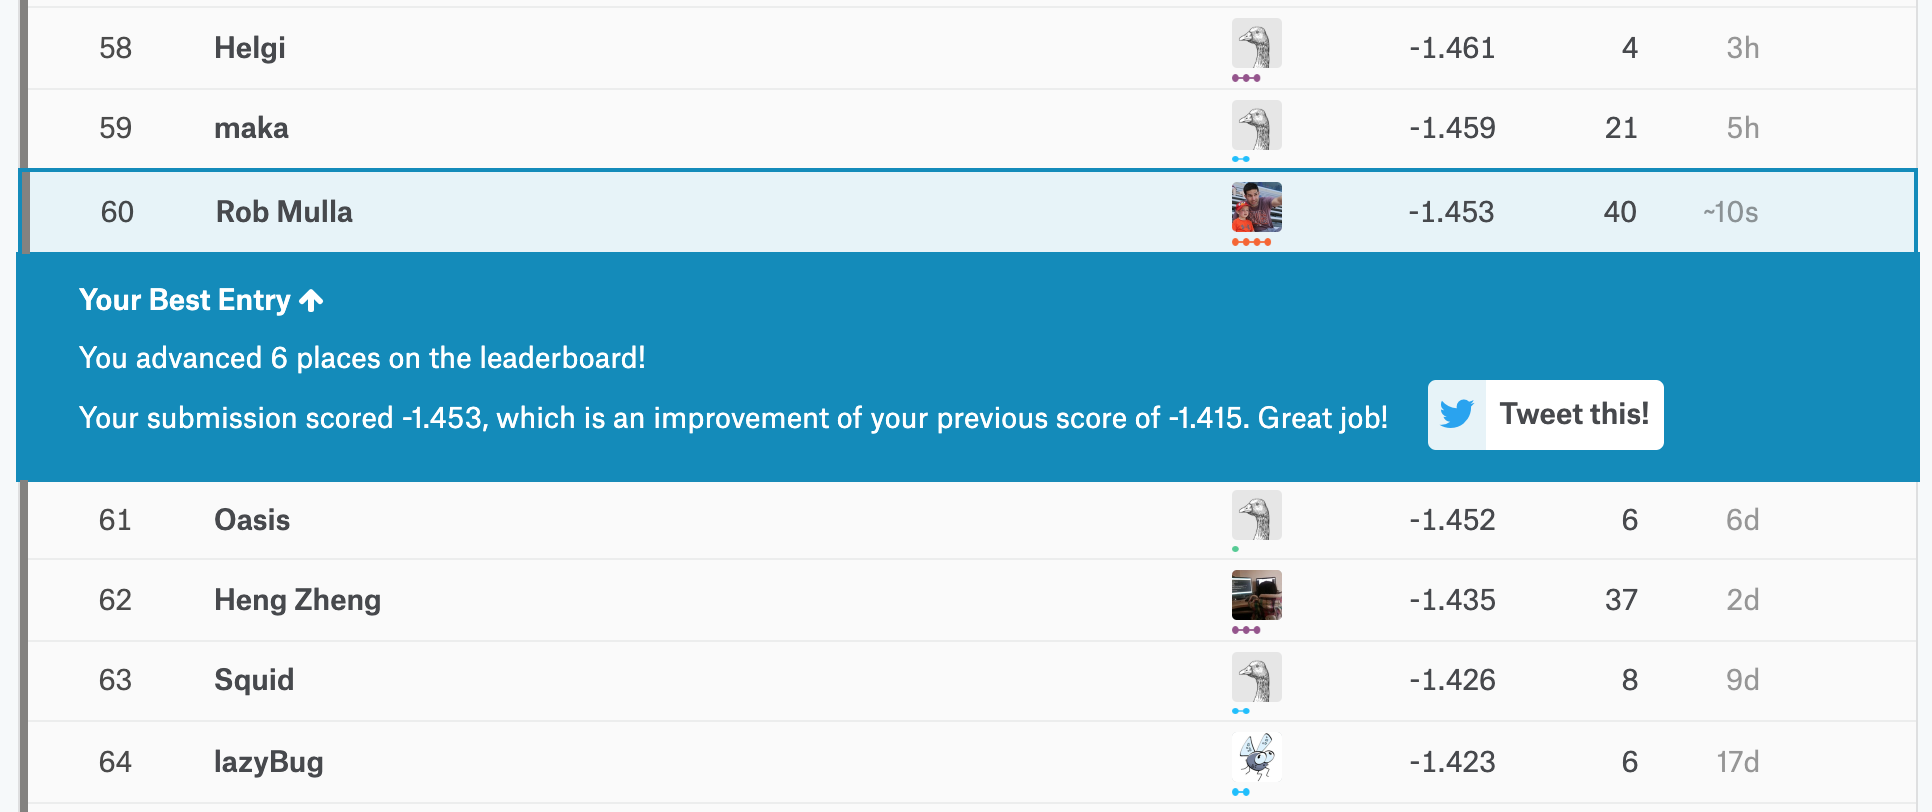 58 Helgi -1.461 4 3h
59 maka -1.459 21 5h
60 Rob Mulla -1.453 40 ~10s
Your Best Entry
You advanced 6 places on the leaderboard!
Your submission scored -1.453, which is an improvement of your previous score of -1.415. Great job! Tweet this!
61 Oasis -1.452 6 6d
62 Heng Zheng -1.435 37 2d
63 Squid -1.426 8 9d
64 lazyBug -1.423 6 17d